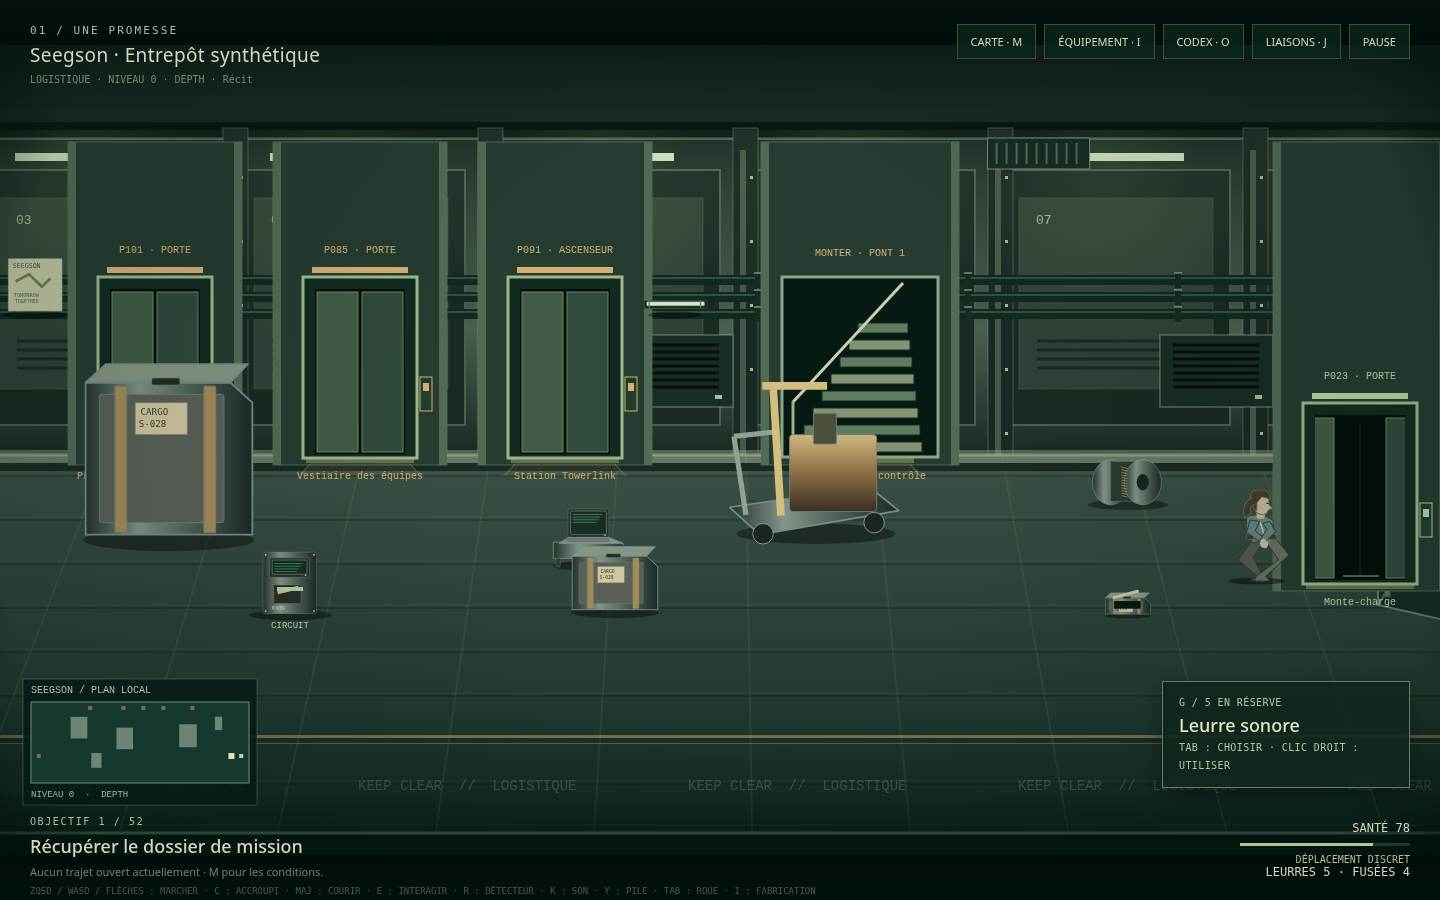 01 / UNE PROMESSE
Seegson · Entrepôt synthétique
LOGISTIQUE · NIVEAU 0 · DEPTH · Récit
CARTE · M
ÉQUIPEMENT · I
CODEX · O
LIAISONS · J
PAUSE
03
07
P101 · PORTE
P085 · PORTE
P091 · ASCENSEUR
MONTER · PONT 1
P023 · PORTE
SEEGSON
TOMORROW
TOGETHER
CARGO
S-028
Vestiaire des équipes
Station Towerlink
contrôle
CARGO
S-028
CIRCUIT
Monte-charge
SEEGSON / PLAN LOCAL
NIVEAU 0 · DEPTH
KEEP CLEAR // LOGISTIQUE
KEEP CLEAR // LOGISTIQUE
KEEP CLEAR //
G / 5 EN RÉSERVE
Leurre sonore
TAB : CHOISIR · CLIC DROIT :
UTILISER
OBJECTIF 1 / 52
Récupérer le dossier de mission
Aucun trajet ouvert actuellement · M pour les conditions.
ZQSD / WASD / FLÈCHES : MARCHER · C : ACCROUPI · MAJ : COURIR · E : INTERAGIR · R : DÉTECTEUR · K : SON · Y : PILE · TAB : ROUE · I : FABRICATION
SANTÉ 78
DÉPLACEMENT DISCRET
LEURRES 5 · FUSÉES 4